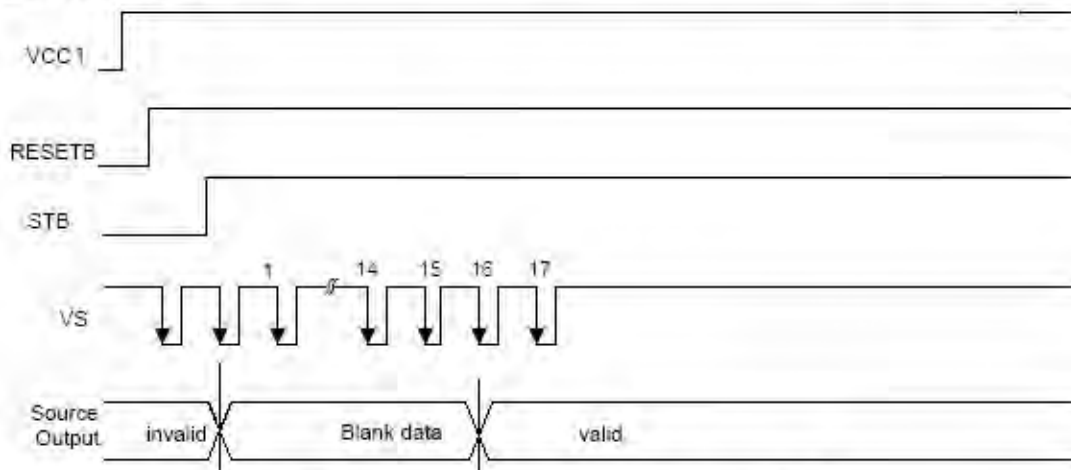 VCC1
RESETB
STB
1 14 15 16 17
VS
Source
Output
invalid Blank data valid